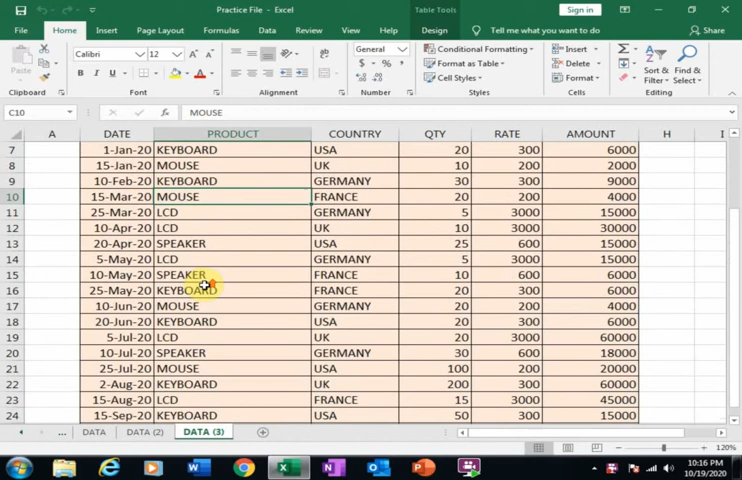 Practice File - Excel
Table Tools
Sign in
File Home Insert Page Layout Formulas Data Review View Design Tell me what you want to do Share
Calibri 12 A A General Conditional Formatting Insert Σ
Paste Format as Table Delete
B I U A $ % , Cell Styles Format Sort & Filter Find & Select
Clipboard Font Alignment Number Styles Cells Editing
C10 fx MOUSE
A DATE PRODUCT COUNTRY QTY RATE AMOUNT H I
7 1-Jan-20 KEYBOARD USA 20 300 6000
8 15-Jan-20 MOUSE UK 10 200 2000
9 10-Feb-20 KEYBOARD GERMANY 30 300 9000
10 15-Mar-20 MOUSE FRANCE 20 200 4000
11 25-Mar-20 LCD GERMANY 5 3000 15000
12 10-Apr-20 LCD UK 10 3000 30000
13 20-Apr-20 SPEAKER USA 25 600 15000
14 5-May-20 LCD GERMANY 5 3000 15000
15 10-May-20 SPEAKER FRANCE 10 600 6000
16 25-May-20 KEYBOARD FRANCE 20 300 6000
17 10-Jun-20 MOUSE GERMANY 20 200 4000
18 20-Jun-20 KEYBOARD USA 20 300 6000
19 5-Jul-20 LCD UK 20 3000 60000
20 10-Jul-20 SPEAKER GERMANY 30 600 18000
21 25-Jul-20 MOUSE USA 100 200 20000
22 2-Aug-20 KEYBOARD UK 200 300 60000
23 15-Aug-20 LCD FRANCE 15 3000 45000
24 15-Sep-20 KEYBOARD USA 50 300 15000
... DATA DATA (2) DATA (3)
120%
10:16 PM
10/19/2020